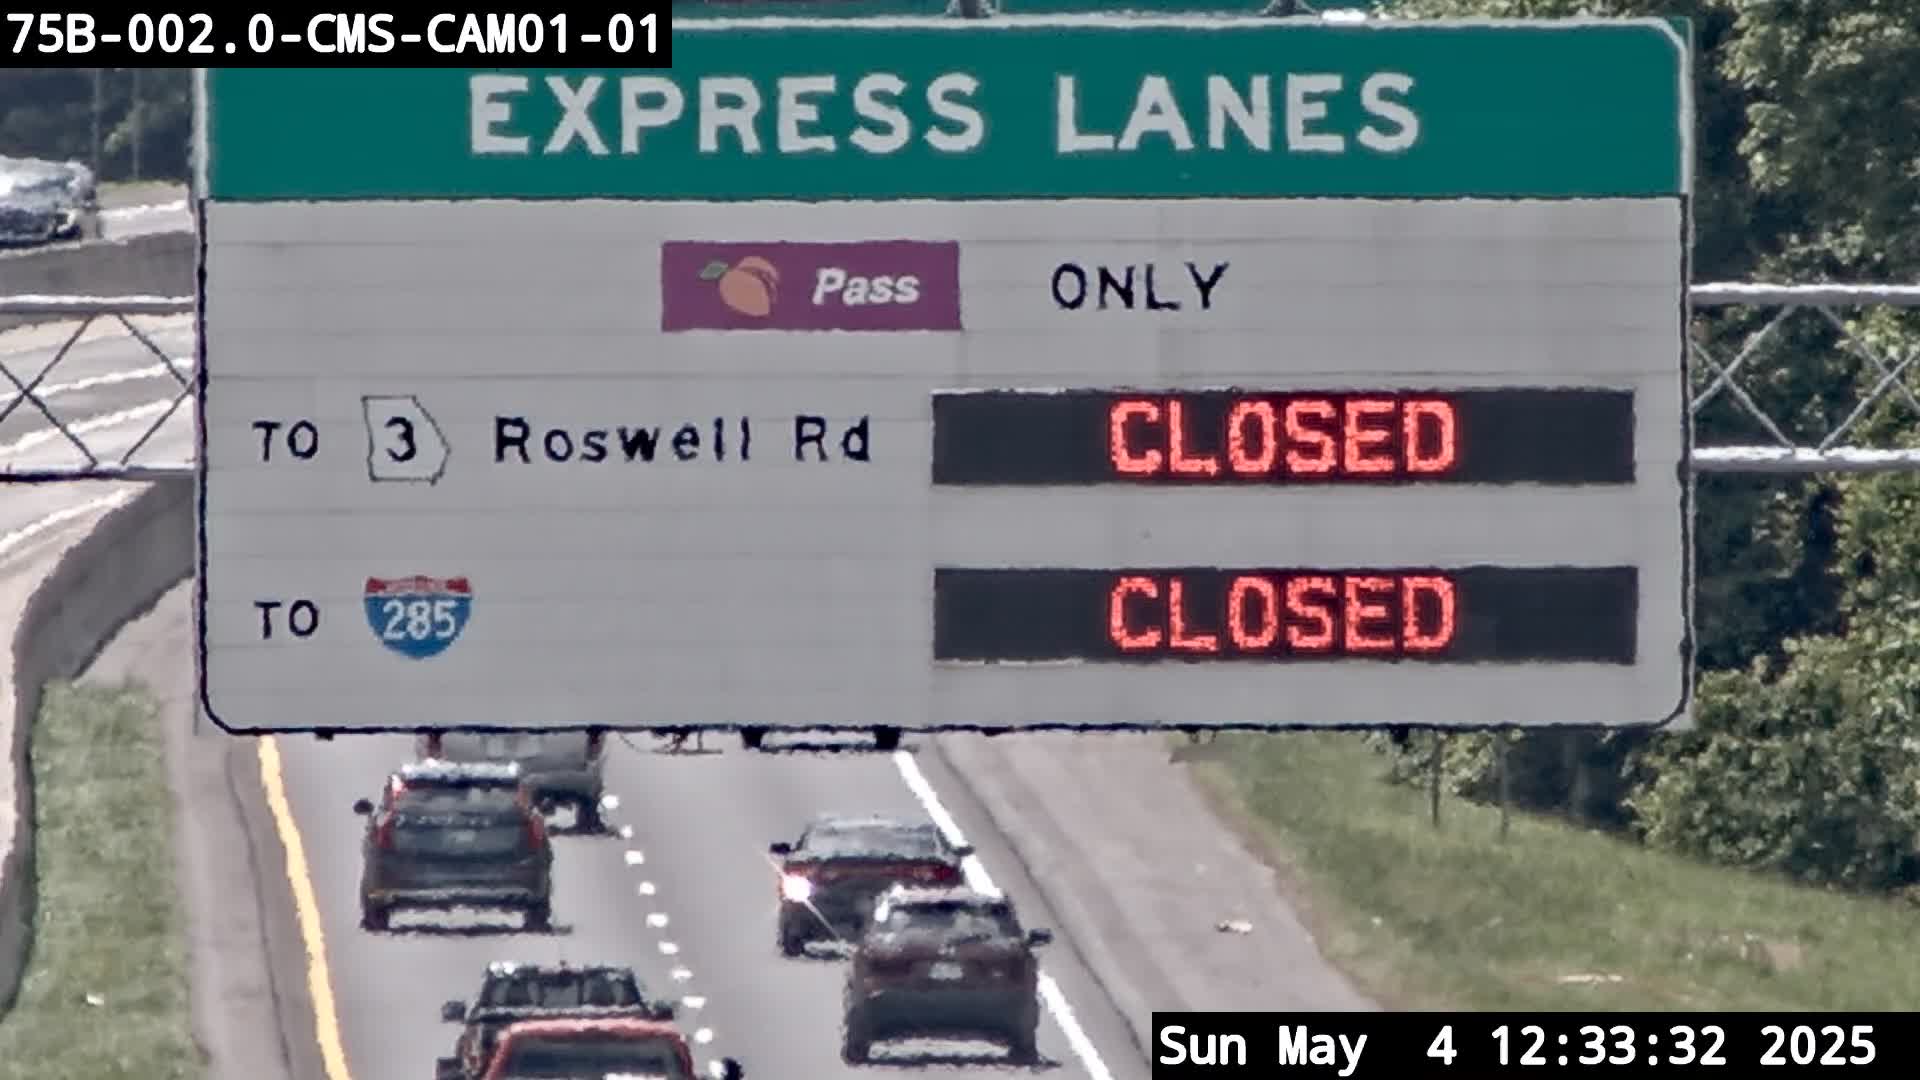 75B-002.0-CMS-CAM01-01
EXPRESS LANES
Pass ONLY
TO 3 Roswell Rd CLOSED
TO 285 CLOSED
Sun May 4 12:33:32 2025